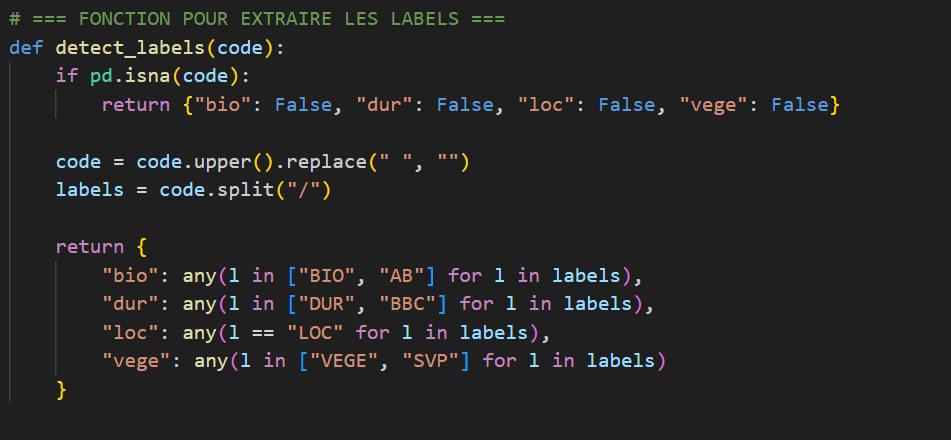 # === FONCTION POUR EXTRAIRE LES LABELS ===
def detect_labels(code):
    if pd.isna(code):
        return {"bio": False, "dur": False, "loc": False, "vege": False}

    code = code.upper().replace(" ", "")
    labels = code.split("/")

    return {
        "bio": any(l in ["BIO", "AB"] for l in labels),
        "dur": any(l in ["DUR", "BBC"] for l in labels),
        "loc": any(l == "LOC" for l in labels),
        "vege": any(l in ["VEGE", "SVP"] for l in labels)
    }